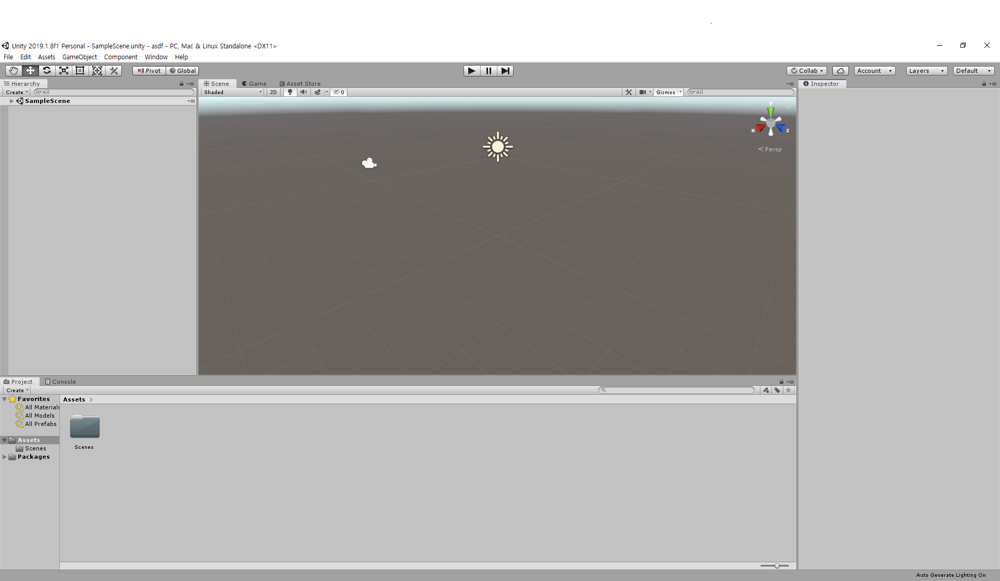 Unity 2019.1.8f1 Personal - SampleScene.unity - asdf - PC, Mac & Linux Standalone <DX11>
File Edit Assets GameObject Component Window Help
Pivot Global Collab Account Layers Default
Hierarchy
Create All
SampleScene
Scene Game Asset Store
Shaded 2D 0 Gizmos All
y
x z
Persp
Inspector
Project Console
Create
Favorites
All Materials
All Models
All Prefabs
Assets
Scenes
Packages
Assets
Scenes
Auto Generate Lighting On